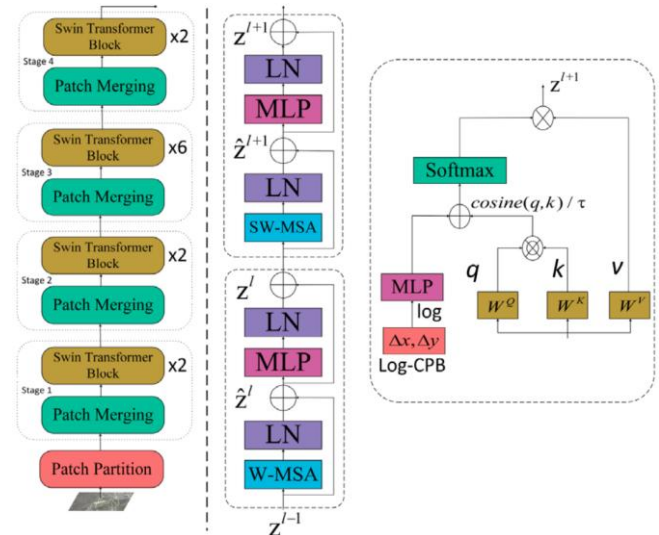 Swin Transformer
Block
x2
Stage 4
Patch Merging
Swin Transformer
Block
x6
Stage 3
Patch Merging
Swin Transformer
Block
x2
Stage 2
Patch Merging
Swin Transformer
Block
x2
Stage 1
Patch Merging
Patch Partition
z^{l+1}
LN
MLP
ẑ^{l+1}
LN
SW-MSA
z^l
LN
MLP
ẑ^l
LN
W-MSA
z^{l-1}
z^{l+1}
Softmax
cosine(q,k) / τ
q
k
v
MLP
W^Q
W^K
W^V
log
Δx, Δy
Log-CPB